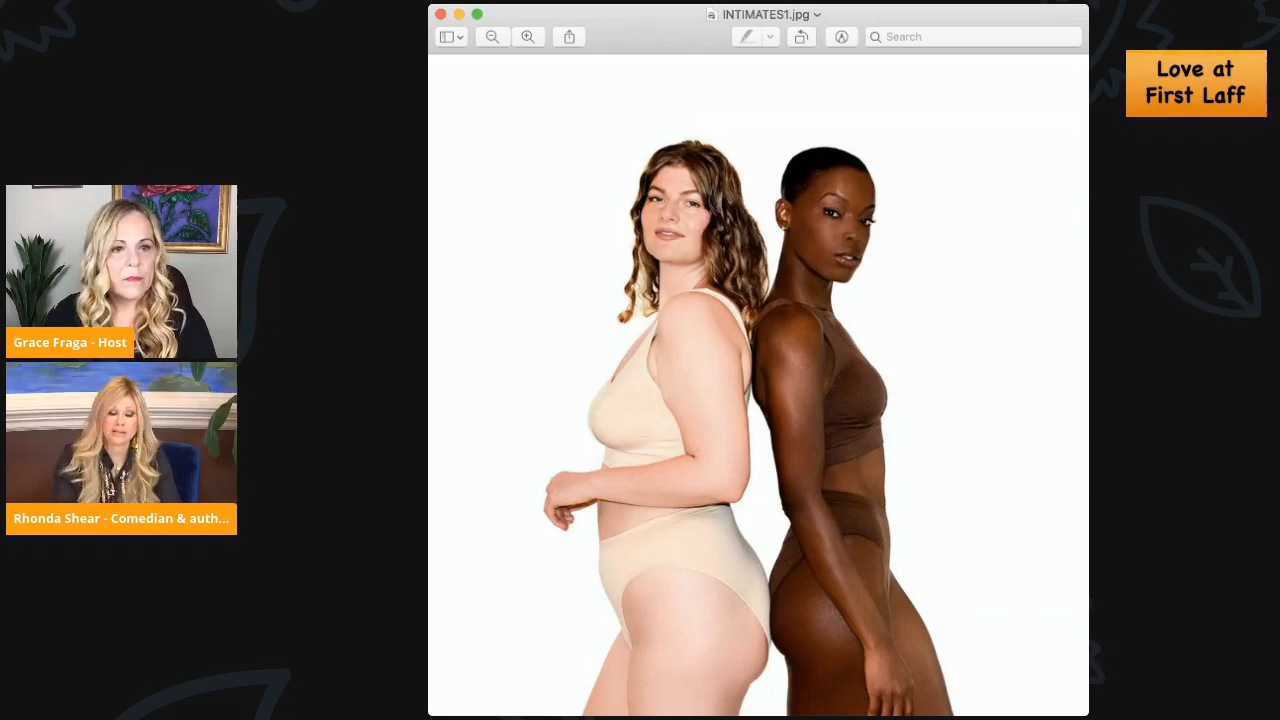 INTIMATES1.jpg
Search
Love at
First Laff
Grace Fraga - Host
Rhonda Shear - Comedian & auth...